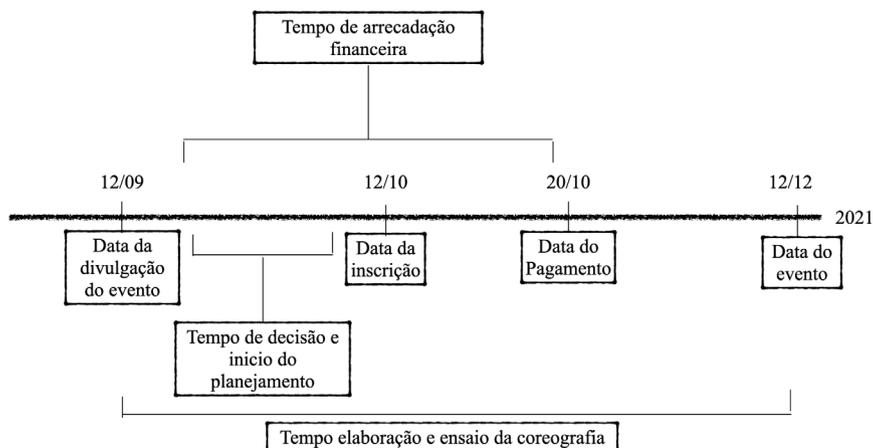 Tempo de arrecadação
financeira
12/09
12/10
20/10
12/12
2021
Data da
divulgação
do evento
Data da
inscrição
Data do
Pagamento
Data do
evento
Tempo de decisão e
inicio do
planejamento
Tempo elaboração e ensaio da coreografia